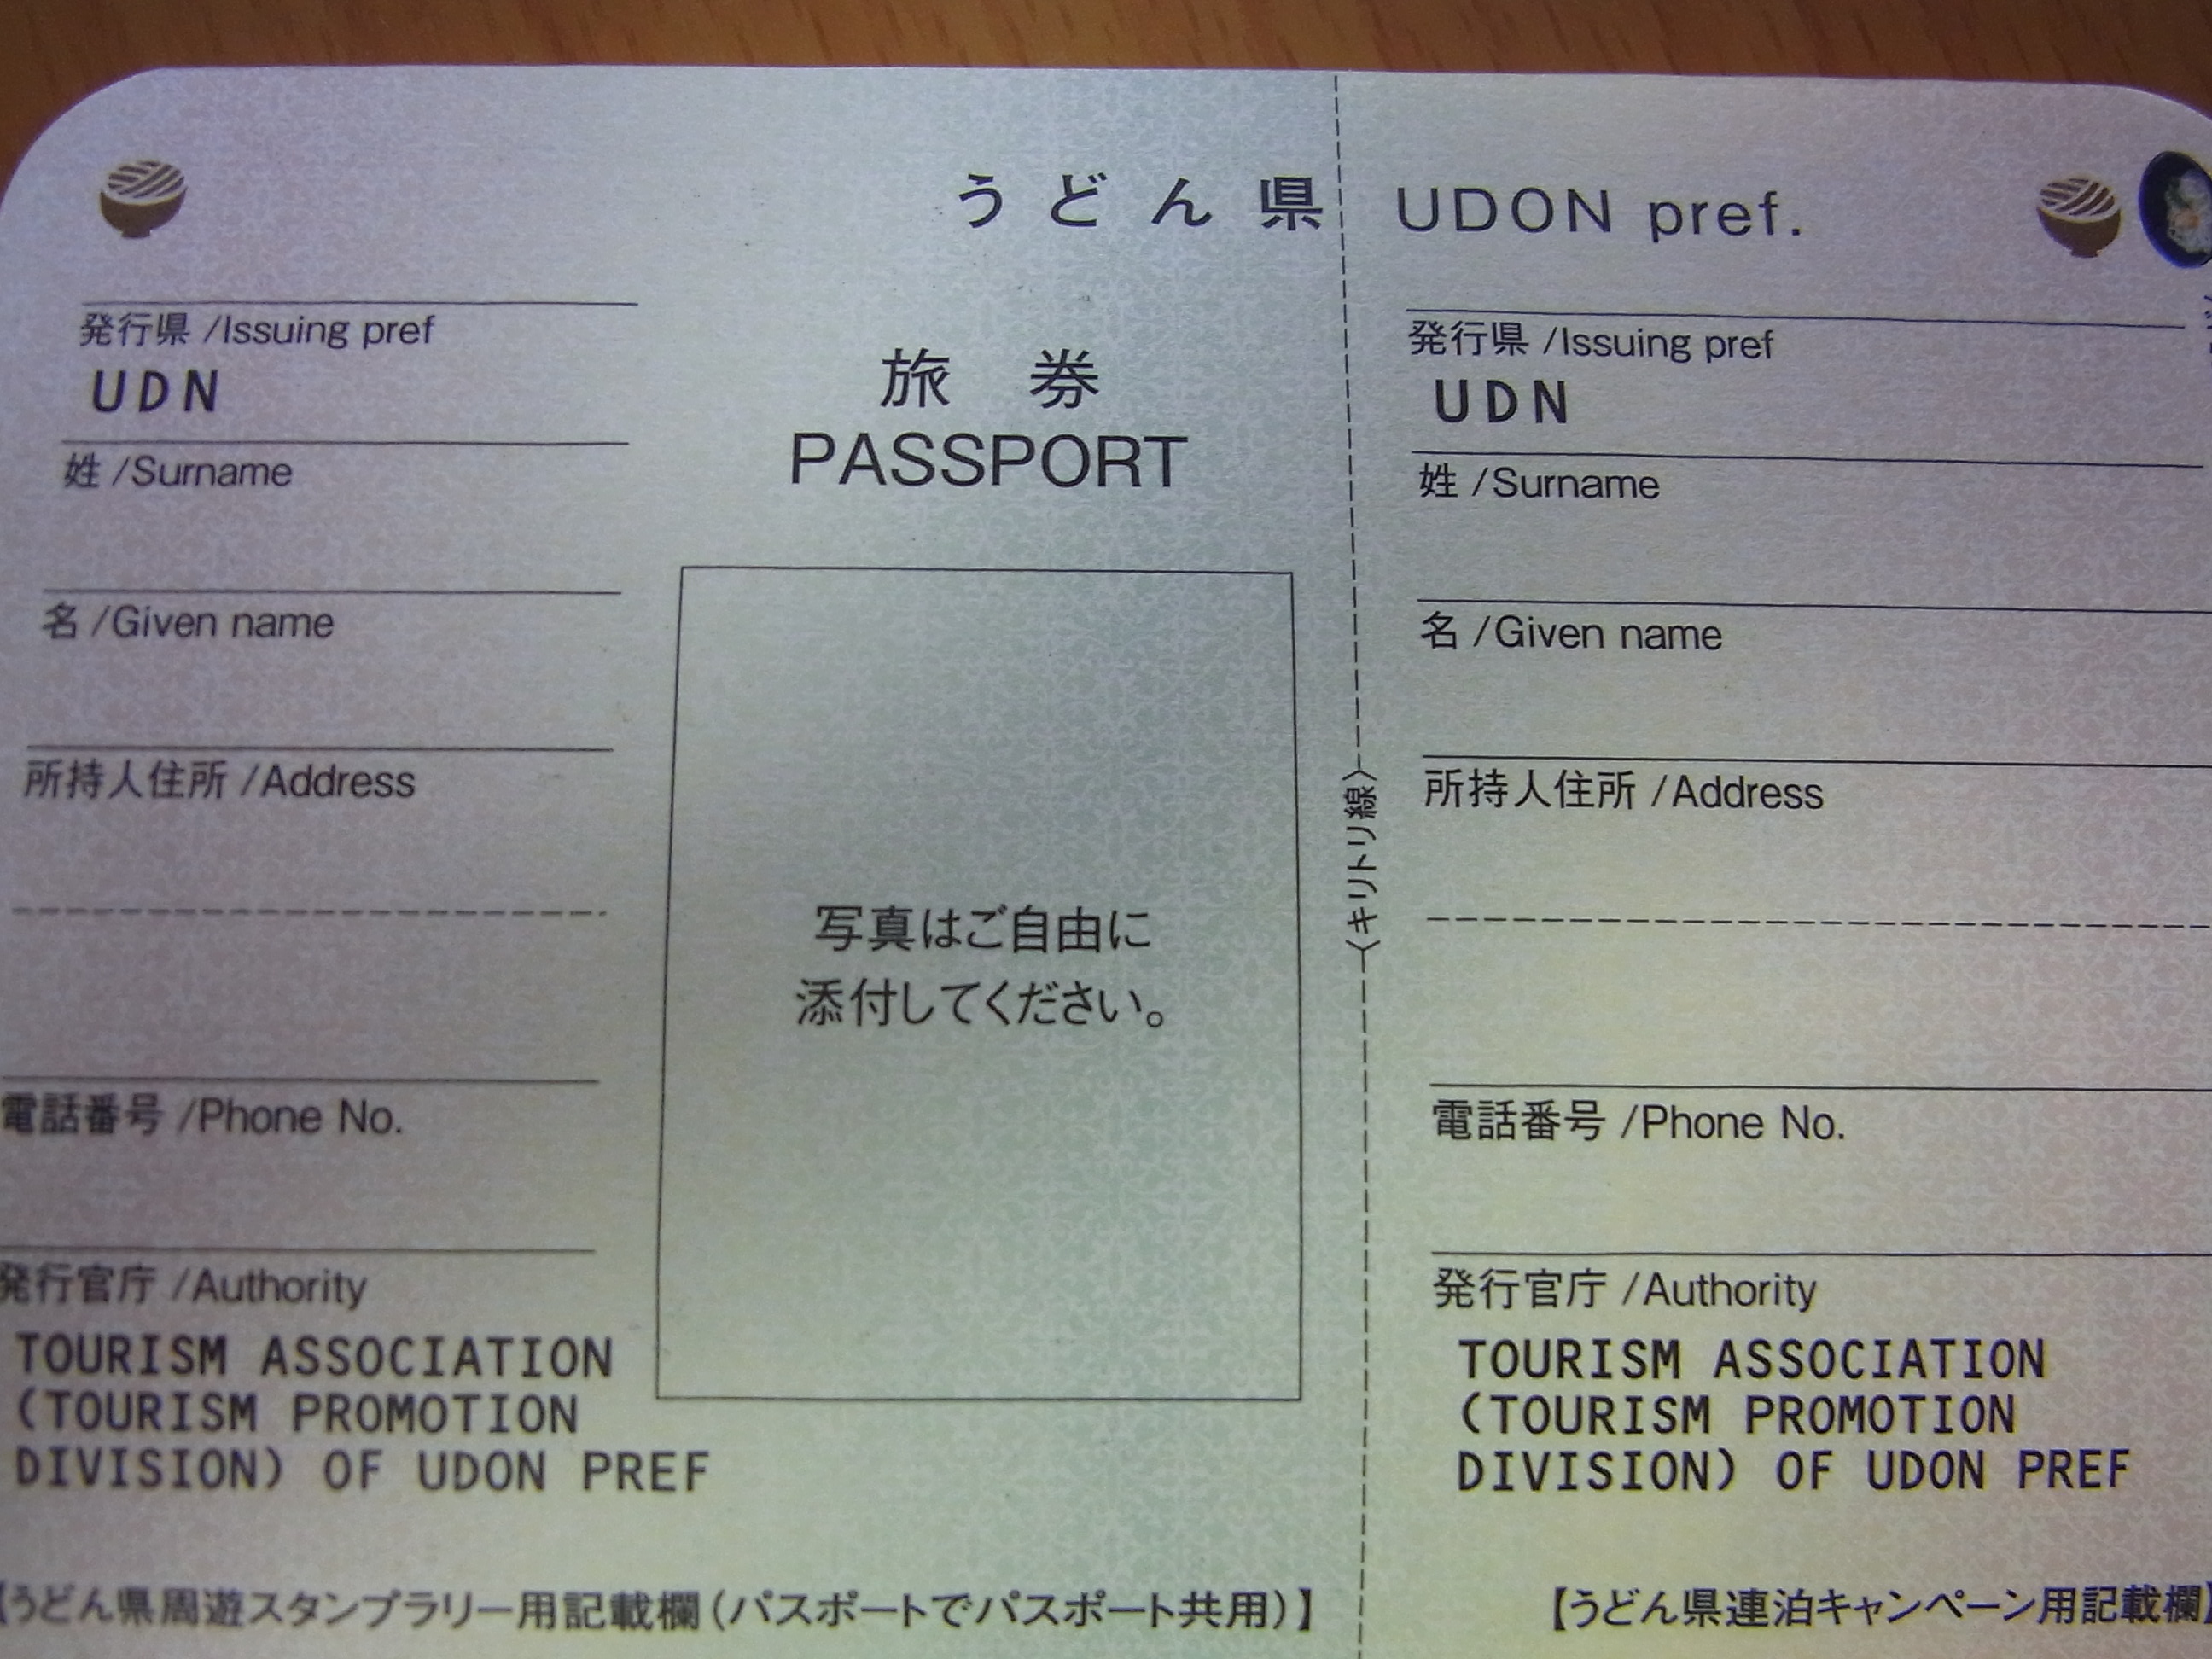 うどん県 UDON pref.
発行県 /Issuing pref
UDN
姓 /Surname
名 /Given name
所持人住所 /Address
電話番号 /Phone No.
発行官庁 /Authority
TOURISM ASSOCIATION
(TOURISM PROMOTION
DIVISION) OF UDON PREF
旅券
PASSPORT
写真はご自由に
添付してください。
【うどん県周遊スタンプラリー用記載欄(パスポートでパスポート共用)】
〈キリトリ線〉
発行県 /Issuing pref
UDN
姓 /Surname
名 /Given name
所持人住所 /Address
電話番号 /Phone No.
発行官庁 /Authority
TOURISM ASSOCIATION
(TOURISM PROMOTION
DIVISION) OF UDON PREF
【うどん県連泊キャンペーン用記載欄】